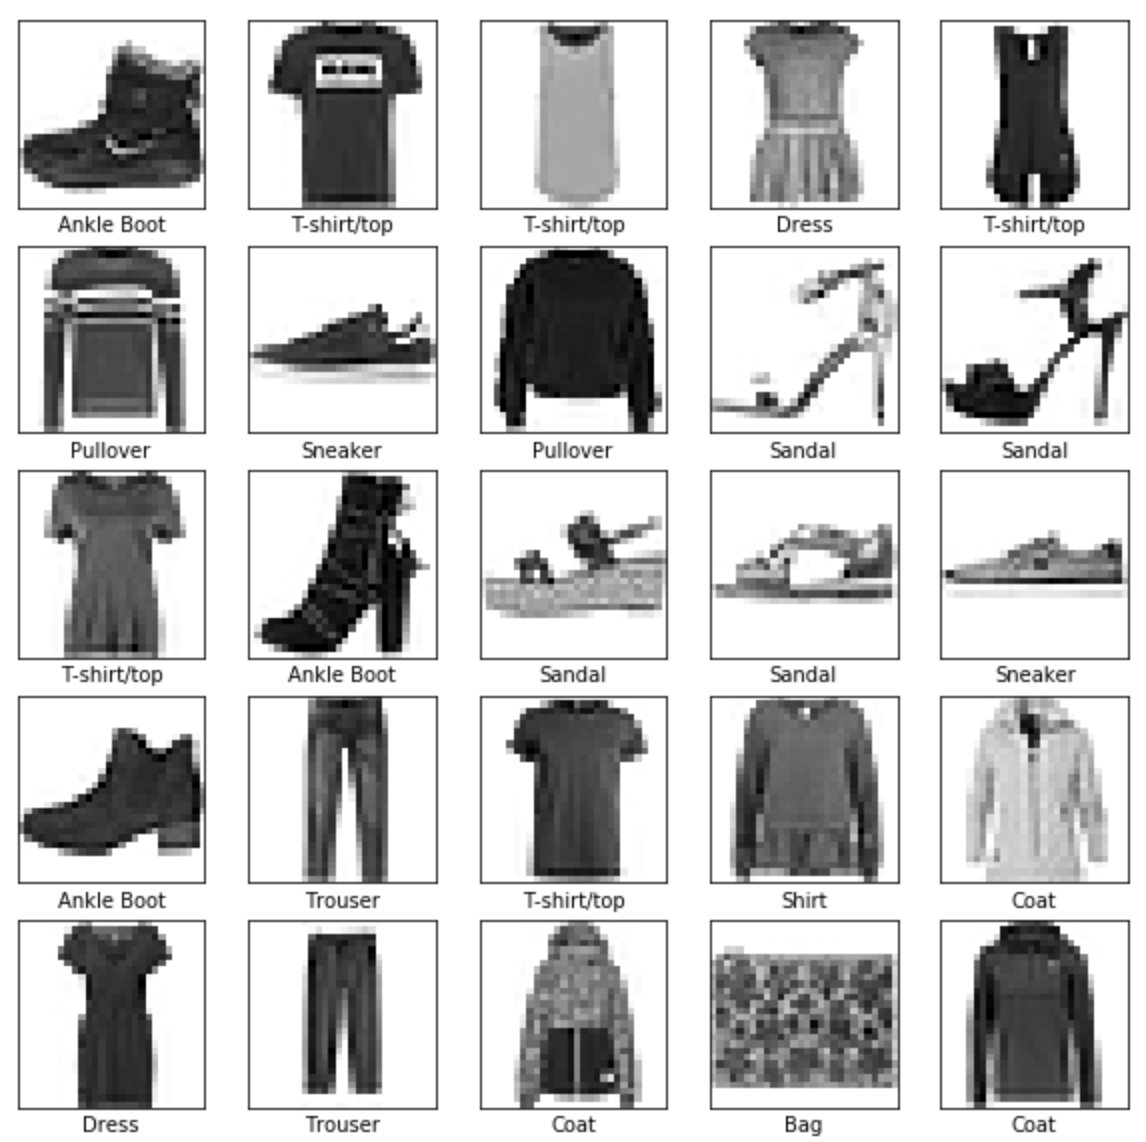 Ankle Boot T-shirt/top T-shirt/top Dress T-shirt/top
Pullover Sneaker Pullover Sandal Sandal
T-shirt/top Ankle Boot Sandal Sandal Sneaker
Ankle Boot Trouser T-shirt/top Shirt Coat
Dress Trouser Coat Bag Coat